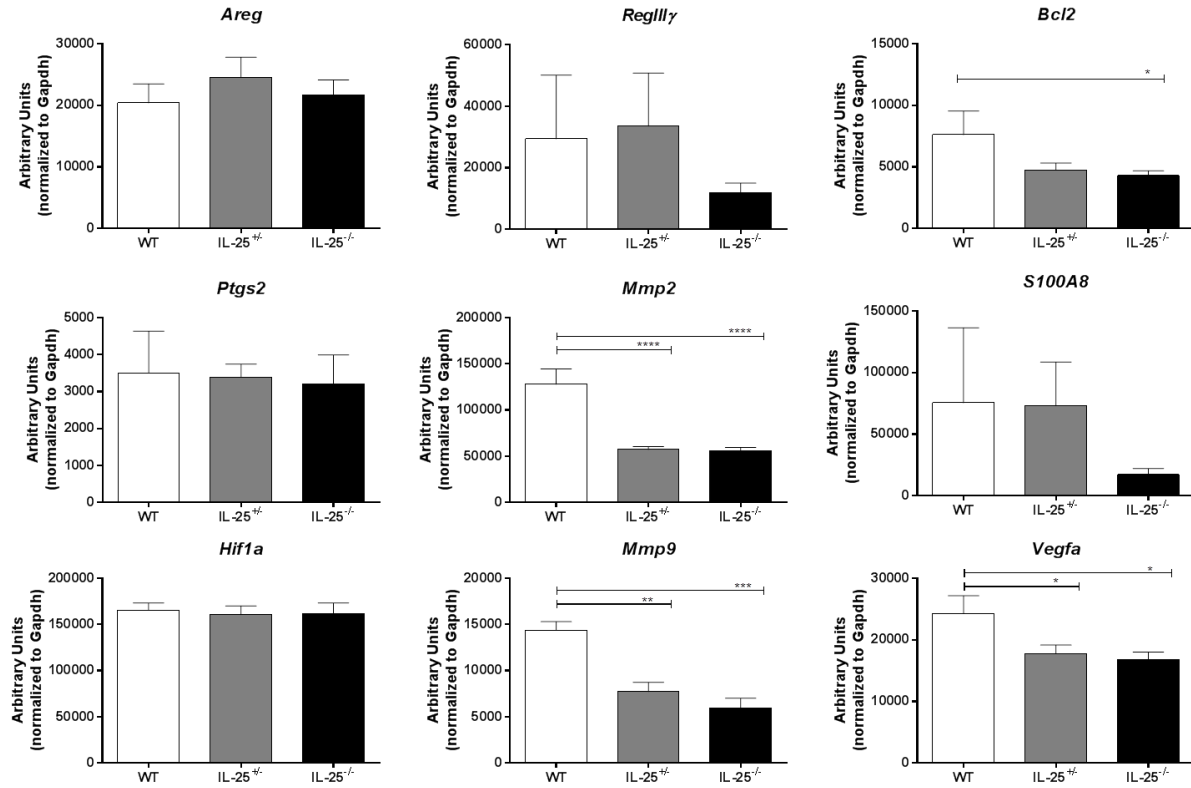 Areg
Arbitrary Units
(normalized to Gapdh)
30000
20000
10000
0
WT IL-25+/- IL-25-/-
RegIIIγ
Arbitrary Units
(normalized to Gapdh)
60000
40000
20000
0
WT IL-25+/- IL-25-/-
Bcl2
Arbitrary Units
(normalized to Gapdh)
15000
10000
5000
0
*
WT IL-25+/- IL-25-/-
Ptgs2
Arbitrary Units
(normalized to Gapdh)
5000
4000
3000
2000
1000
0
WT IL-25+/- IL-25-/-
Mmp2
Arbitrary Units
(normalized to Gapdh)
200000
150000
100000
50000
0
****
****
WT IL-25+/- IL-25-/-
S100A8
Arbitrary Units
(normalized to Gapdh)
150000
100000
50000
0
WT IL-25+/- IL-25-/-
Hif1a
Arbitrary Units
(normalized to Gapdh)
200000
150000
100000
50000
0
WT IL-25+/- IL-25-/-
Mmp9
Arbitrary Units
(normalized to Gapdh)
20000
15000
10000
5000
0
***
**
WT IL-25+/- IL-25-/-
Vegfa
Arbitrary Units
(normalized to Gapdh)
30000
20000
10000
0
*
*
WT IL-25+/- IL-25-/-